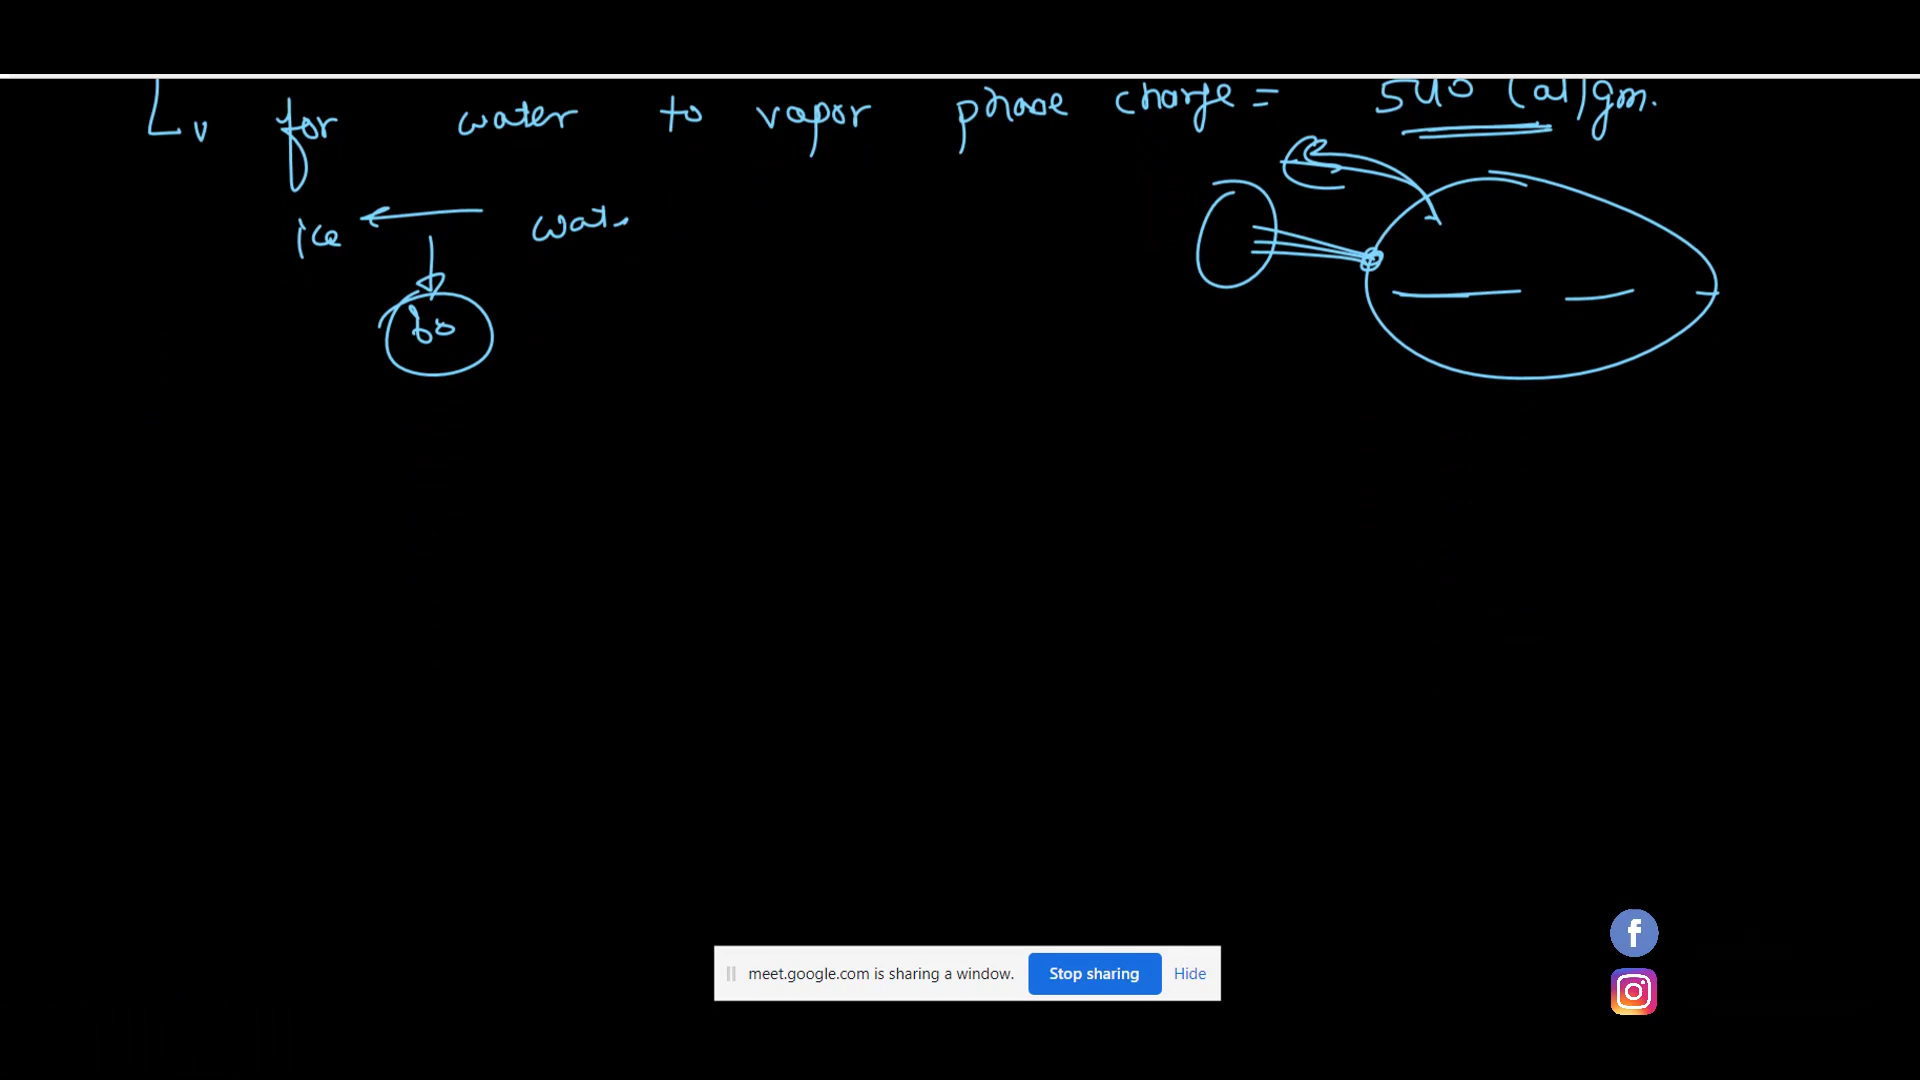 Lv for water to vapor phase change = 540 Cal/gm.
ice ← wate
80
meet.google.com is sharing a window. Stop sharing Hide